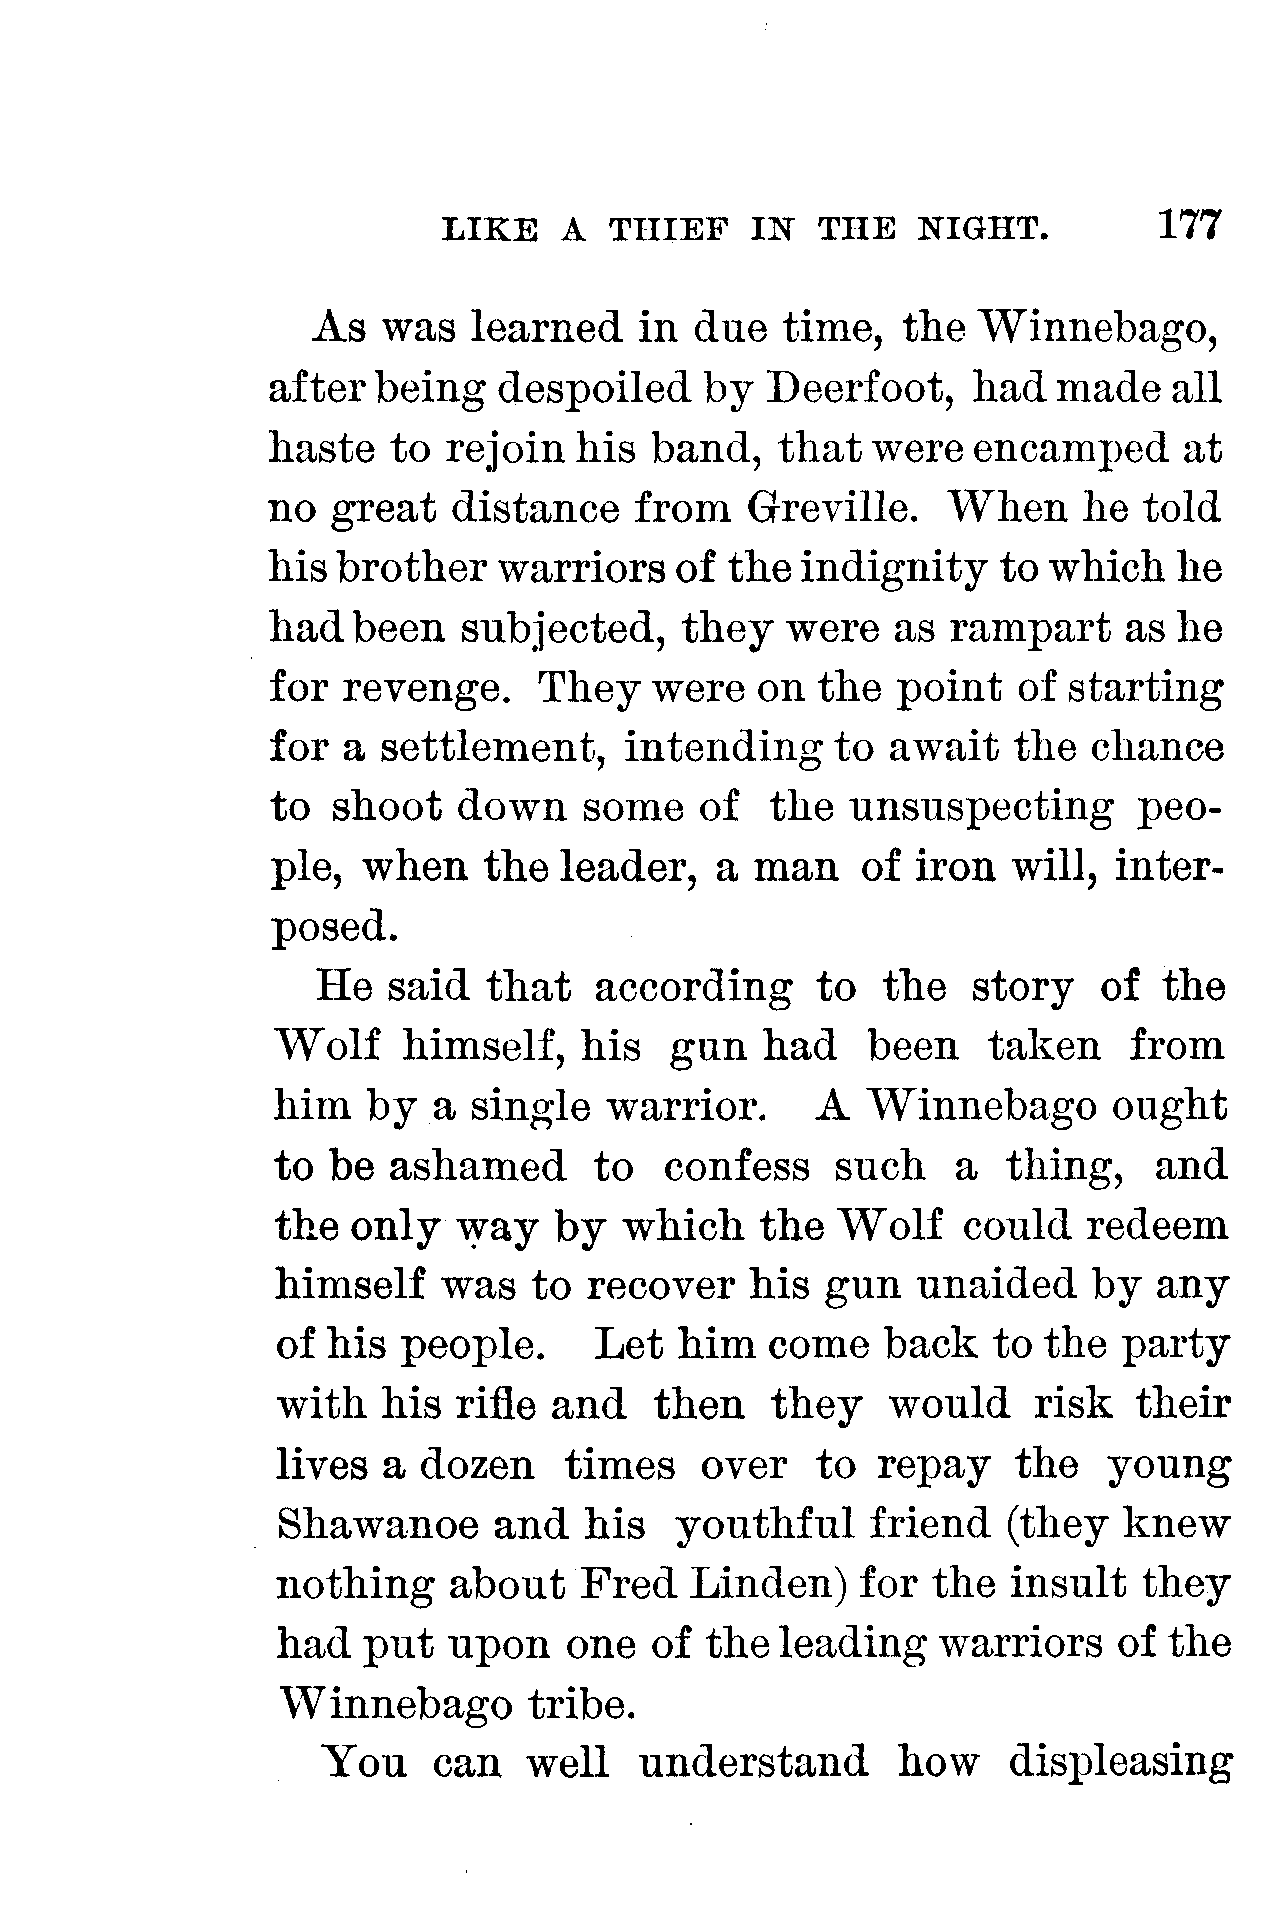 LIKE A THIEF IN THE NIGHT. 177
As was learned in due time, the Winnebago,
after being despoiled by Deerfoot, had made all
haste to rejoin his band, that were encamped at
no great distance from Greville. When he told
his brother warriors of the indignity to which he
had been subjected, they were as rampart as he
for revenge. They were on the point of starting
for a settlement, intending to await the chance
to shoot down some of the unsuspecting peo-
ple, when the leader, a man of iron will, inter-
posed.
He said that according to the story of the
Wolf himself, his gun had been taken from
him by a single warrior. A Winnebago ought
to be ashamed to confess such a thing, and
the only way by which the Wolf could redeem
himself was to recover his gun unaided by any
of his people. Let him come back to the party
with his rifle and then they would risk their
lives a dozen times over to repay the young
Shawanoe and his youthful friend (they knew
nothing about Fred Linden) for the insult they
had put upon one of the leading warriors of the
Winnebago tribe.
You can well understand how displeasing